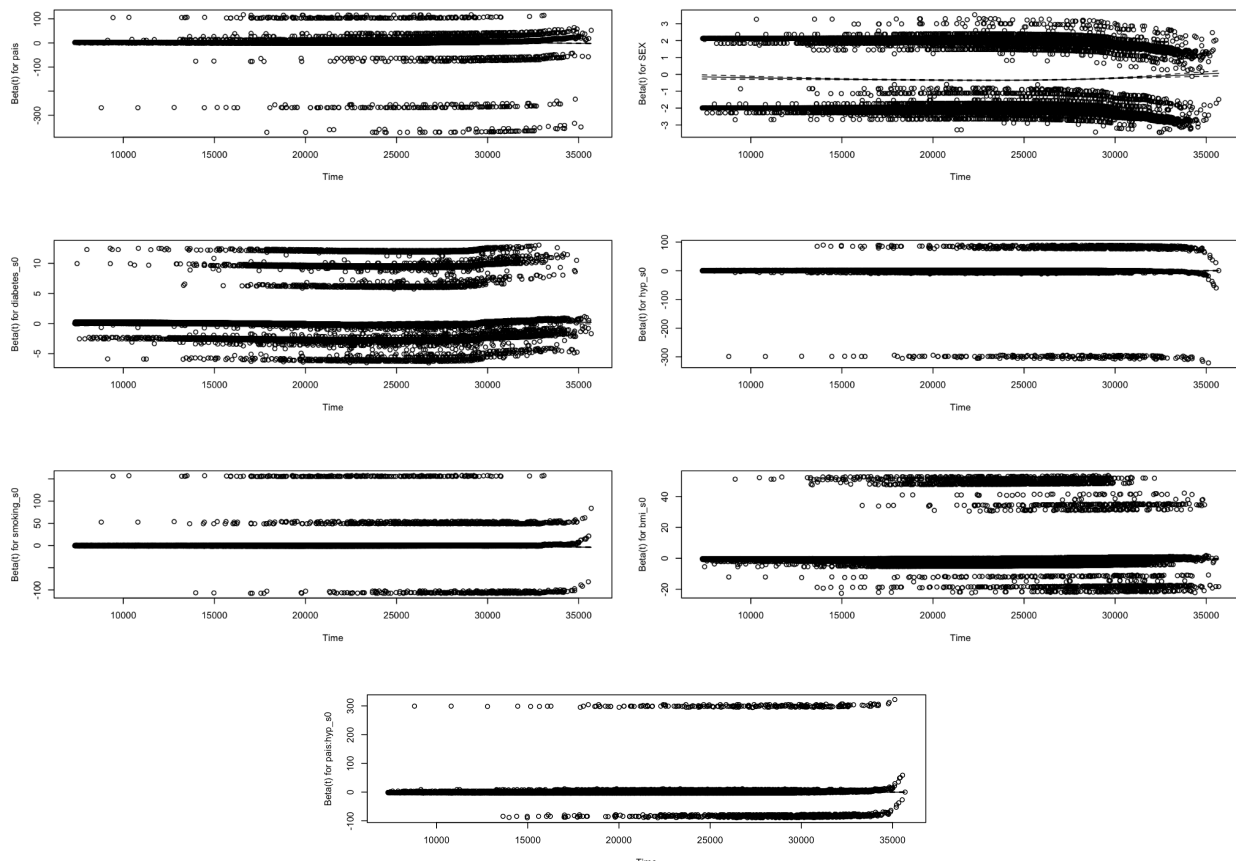 Beta(t) for pais
100
0
-100
-300
10000 15000 20000 25000 30000 35000
Time
Beta(t) for SEX
3
2
1
0
-1
-2
-3
10000 15000 20000 25000 30000 35000
Time
Beta(t) for diabetes_s0
10
5
0
-5
10000 15000 20000 25000 30000 35000
Time
Beta(t) for hyp_s0
100
0
-100
-200
-300
10000 15000 20000 25000 30000 35000
Time
Beta(t) for smoking_s0
100
50
0
-100
10000 15000 20000 25000 30000 35000
Time
Beta(t) for bmi_s0
40
20
0
-20
10000 15000 20000 25000 30000 35000
Time
Beta(t) for pais:hyp_s0
300
200
100
0
-100
10000 15000 20000 25000 30000 35000
Time